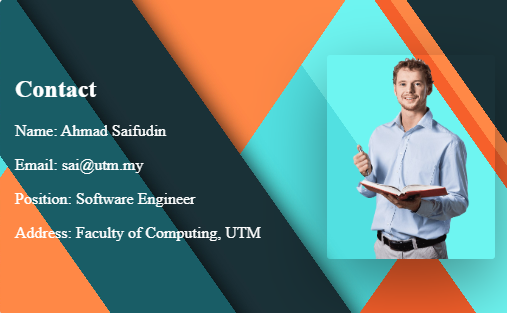 Contact
Name: Ahmad Saifudin
Email: sai@utm.my
Position: Software Engineer
Address: Faculty of Computing, UTM